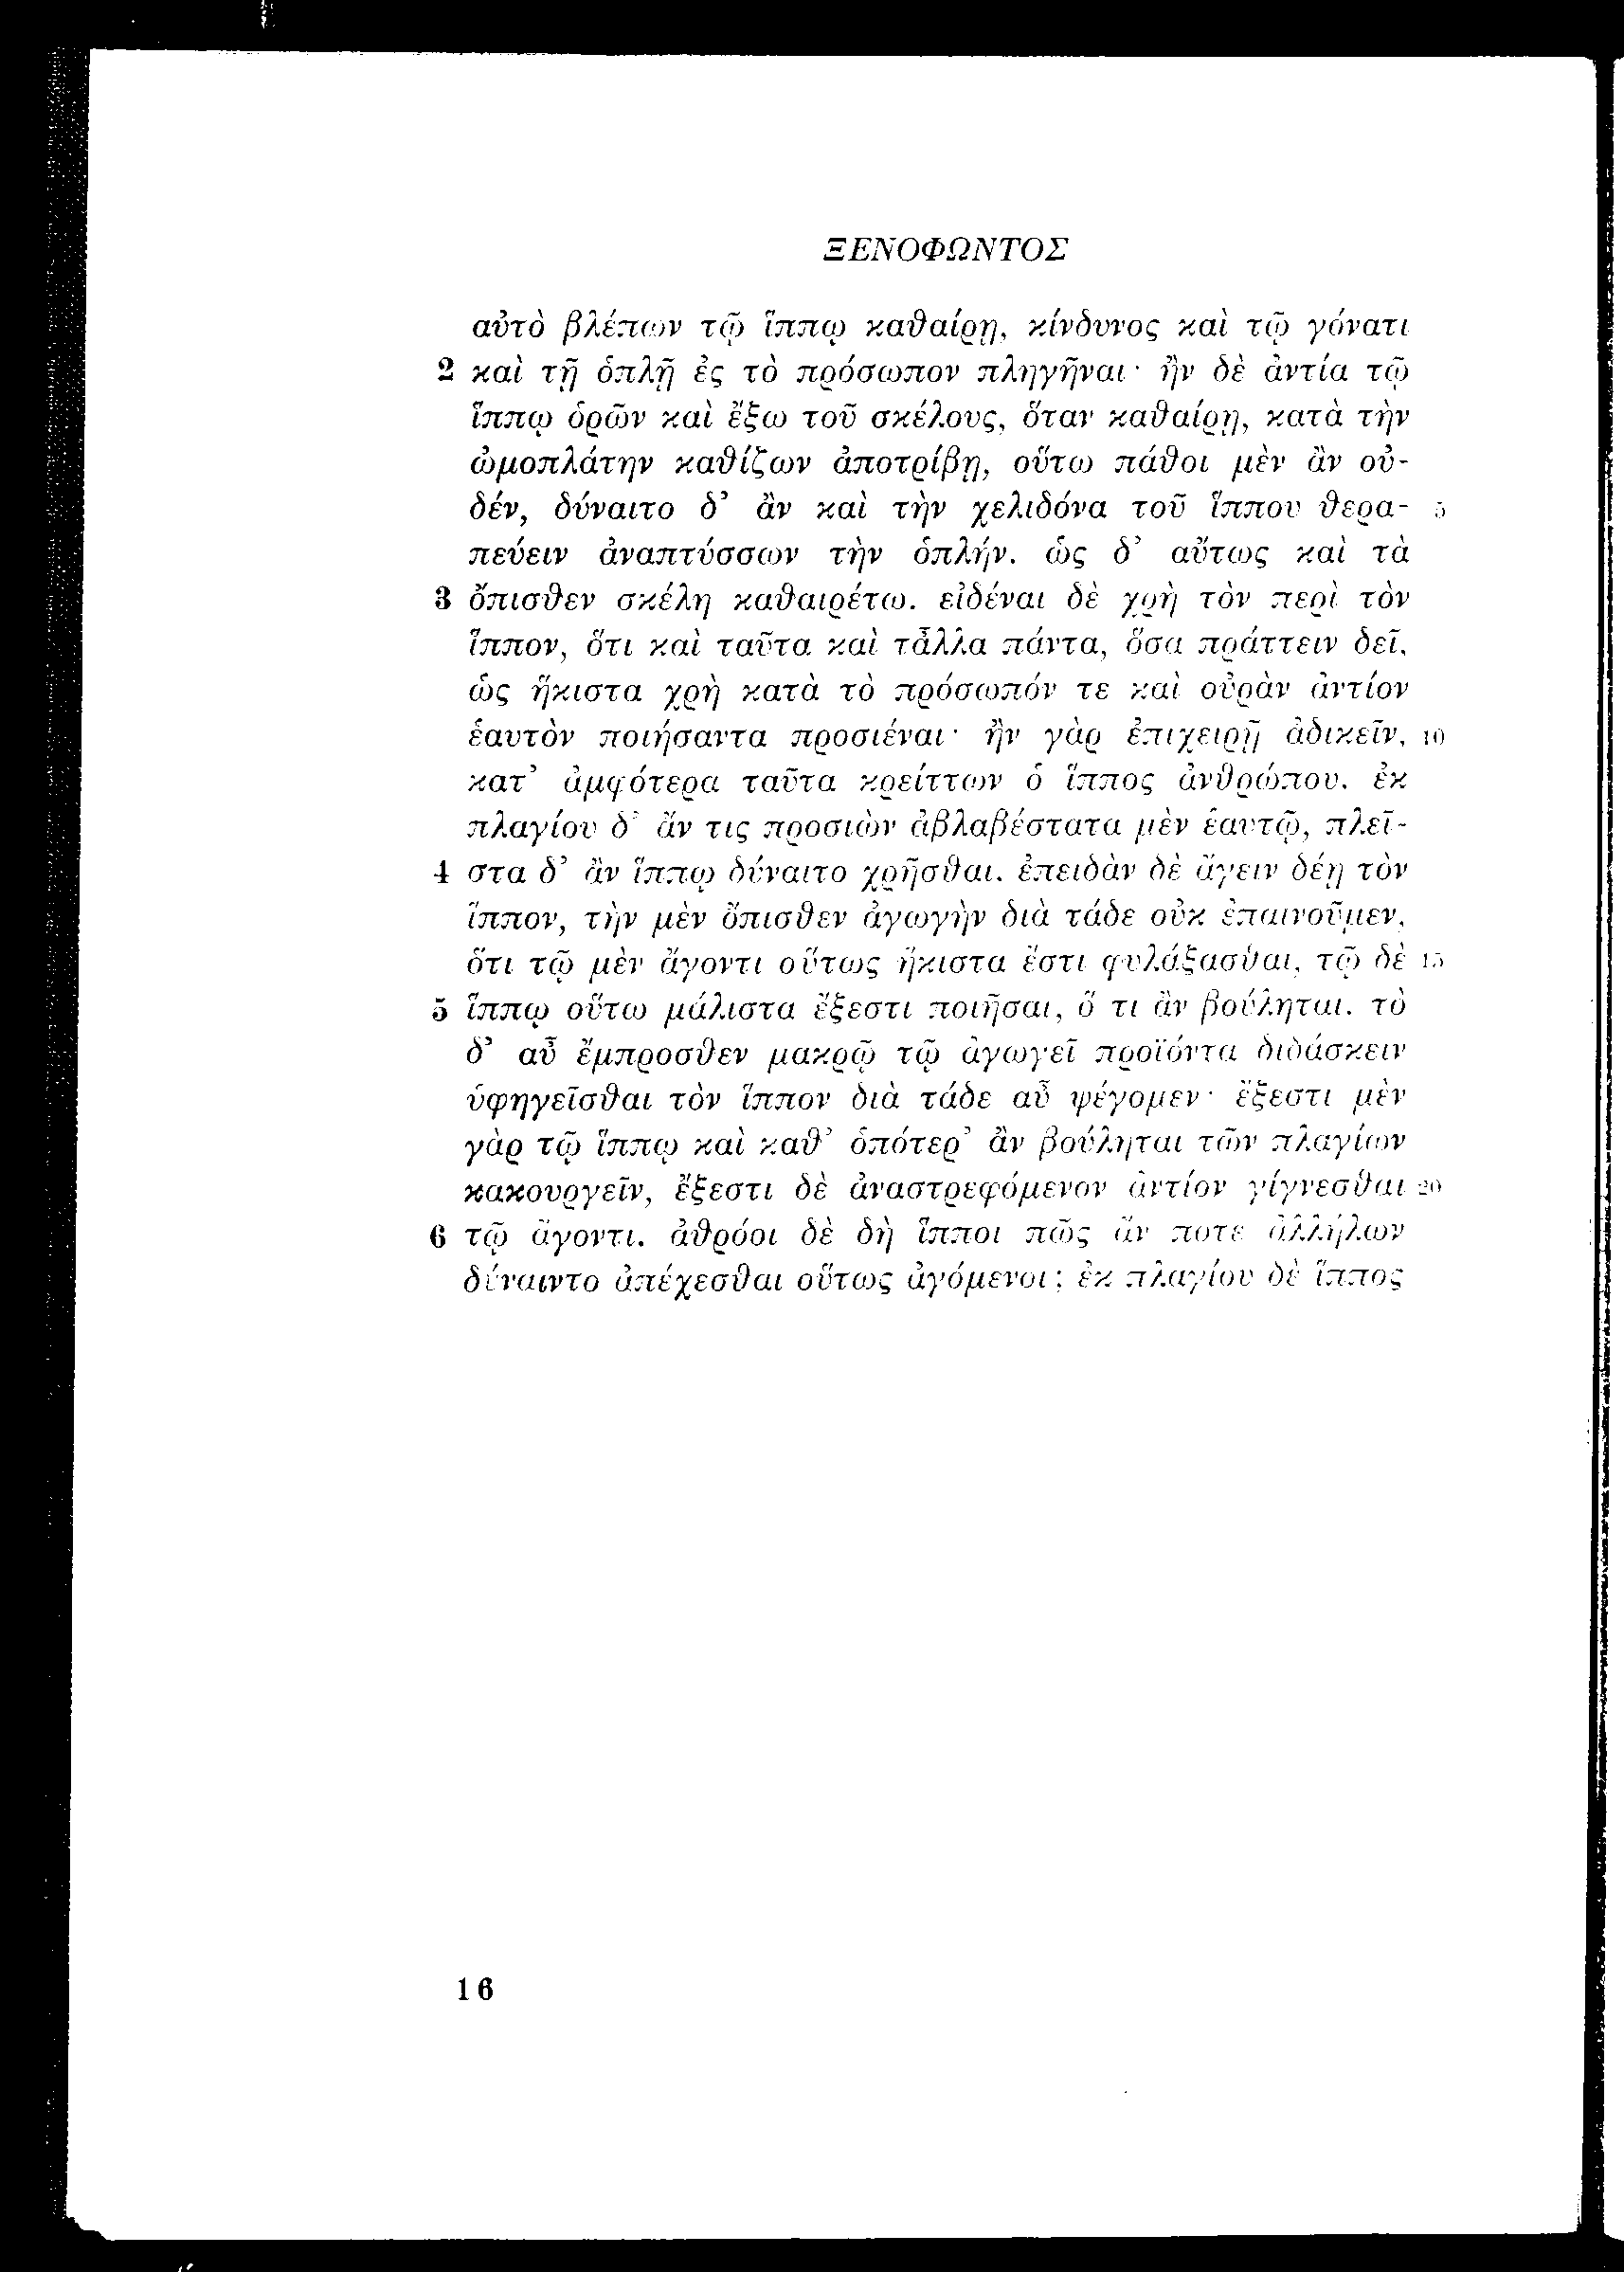 ΞΕΝΟΦΩΝΤΟΣ
αὐτὸ βλέπων τῷ ἵππῳ καθαίρῃ, κίνδυνος καὶ τῷ γόνατι
2 καὶ τῇ ὁπλῇ ἐς τὸ πρόσωπον πληγῆναι· ἢν δὲ ἀντία τῷ
ἵππῳ ὁρῶν καὶ ἔξω τοῦ σκέλους, ὅταν καθαίρῃ, κατὰ τὴν
ὠμοπλάτην καθίζων ἀποτρίβῃ, οὕτω πάθοι μὲν ἂν οὐ-
δέν, δύναιτο δ’ ἂν καὶ τὴν χελιδόνα τοῦ ἵππου θερα- 5
πεύειν ἀναπτύσσων τὴν ὁπλήν. ὡς δ’ αὔτως καὶ τὰ
3 ὄπισθεν σκέλη καθαιρέτω. εἰδέναι δὲ χρὴ τὸν περὶ τὸν
ἵππον, ὅτι καὶ ταῦτα καὶ τἆλλα πάντα, ὅσα πράττειν δεῖ,
ὡς ἥκιστα χρὴ κατὰ τὸ πρόσωπόν τε καὶ οὐρὰν ἀντίον
ἑαυτὸν ποιήσαντα προσιέναι· ἢν γὰρ ἐπιχειρῇ ἀδικεῖν, 10
κατ’ ἀμφότερα ταῦτα κρείττων ὁ ἵππος ἀνθρώπου. ἐκ
πλαγίου δ’ ἄν τις προσιὼν ἀβλαβέστατα μὲν ἑαυτῷ, πλεῖ-
4 στα δ’ ἂν ἵππῳ δύναιτο χρῆσθαι. ἐπειδὰν δὲ ἄγειν δέῃ τὸν
ἵππον, τὴν μὲν ὄπισθεν ἀγωγὴν διὰ τάδε οὐκ ἐπαινοῦμεν,
ὅτι τῷ μὲν ἄγοντι οὕτως ἥκιστα ἔστι φυλάξασθαι, τῷ δὲ 15
5 ἵππῳ οὕτω μάλιστα ἔξεστι ποιῆσαι, ὅ τι ἂν βούληται. τὸ
δ’ αὖ ἔμπροσθεν μακρῷ τῷ ἀγωγεῖ προϊόντα διδάσκειν
ὑφηγεῖσθαι τὸν ἵππον διὰ τάδε αὖ ψέγομεν· ἔξεστι μὲν
γὰρ τῷ ἵππῳ καὶ καθ’ ὁπότερ’ ἂν βούληται τῶν πλαγίων
κακουργεῖν, ἔξεστι δὲ ἀναστρεφόμενον ἀντίον γίγνεσθαι 20
6 τῷ ἄγοντι. ἁθρόοι δὲ δὴ ἵπποι πῶς ἄν ποτε ἀλλήλων
δύναιντο ἀπέχεσθαι οὕτως ἀγόμενοι; ἐκ πλαγίου δὲ ἵππος
16